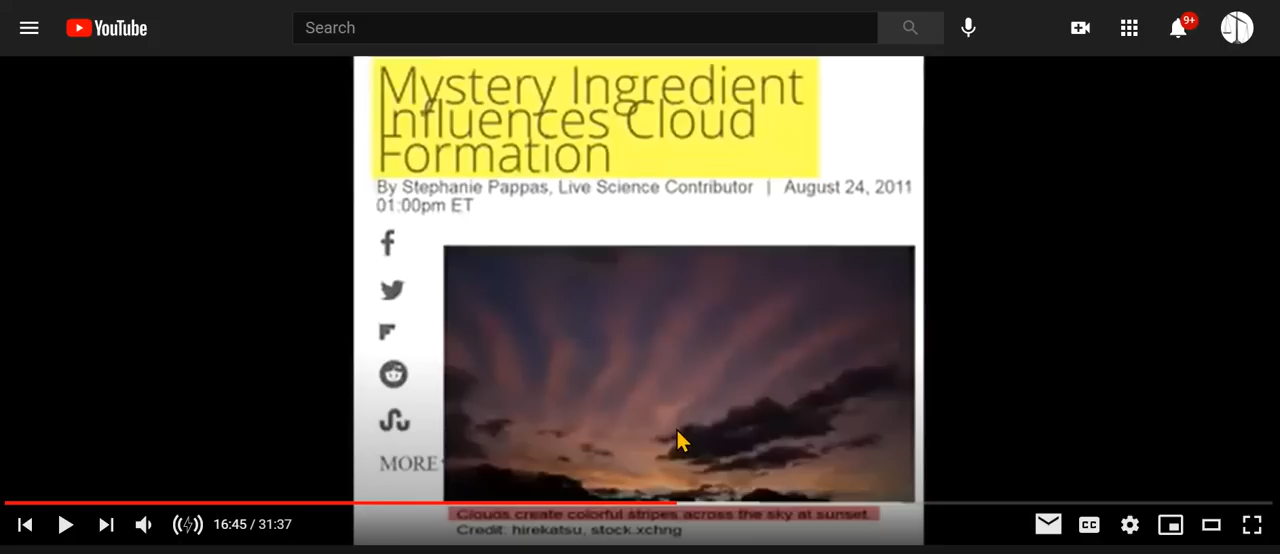 YouTube
Search
9+
Mystery Ingredient
Influences Cloud
Formation
By Stephanie Pappas, Live Science Contributor | August 24, 2011
01:00pm ET
MORE
Clouds create colorful stripes across the sky at sunset.
Credit: hirekatsu, stock.xchng
16:45 / 31:37
CC